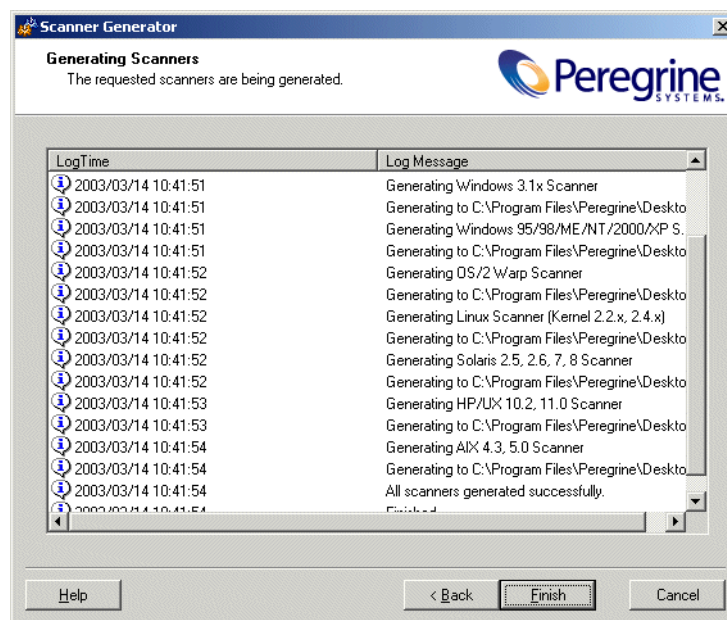 Scanner Generator
Generating Scanners
The requested scanners are being generated.
Peregrine
SYSTEMS.
LogTime Log Message
2003/03/14 10:41:51 Generating Windows 3.1x Scanner
2003/03/14 10:41:51 Generating to C:\Program Files\Peregrine\Deskto
2003/03/14 10:41:51 Generating Windows 95/98/ME/NT/2000/XP S...
2003/03/14 10:41:51 Generating to C:\Program Files\Peregrine\Deskto
2003/03/14 10:41:52 Generating OS/2 Warp Scanner
2003/03/14 10:41:52 Generating to C:\Program Files\Peregrine\Deskto
2003/03/14 10:41:52 Generating Linux Scanner (Kernel 2.2.x, 2.4.x)
2003/03/14 10:41:52 Generating to C:\Program Files\Peregrine\Deskto
2003/03/14 10:41:52 Generating Solaris 2.5, 2.6, 7, 8 Scanner
2003/03/14 10:41:52 Generating to C:\Program Files\Peregrine\Deskto
2003/03/14 10:41:53 Generating HP/UX 10.2, 11.0 Scanner
2003/03/14 10:41:53 Generating to C:\Program Files\Peregrine\Deskto
2003/03/14 10:41:54 Generating AIX 4.3, 5.0 Scanner
2003/03/14 10:41:54 Generating to C:\Program Files\Peregrine\Deskto
2003/03/14 10:41:54 All scanners generated successfully.
2003/03/14 10:41:54 Finished
Help < Back Finish Cancel